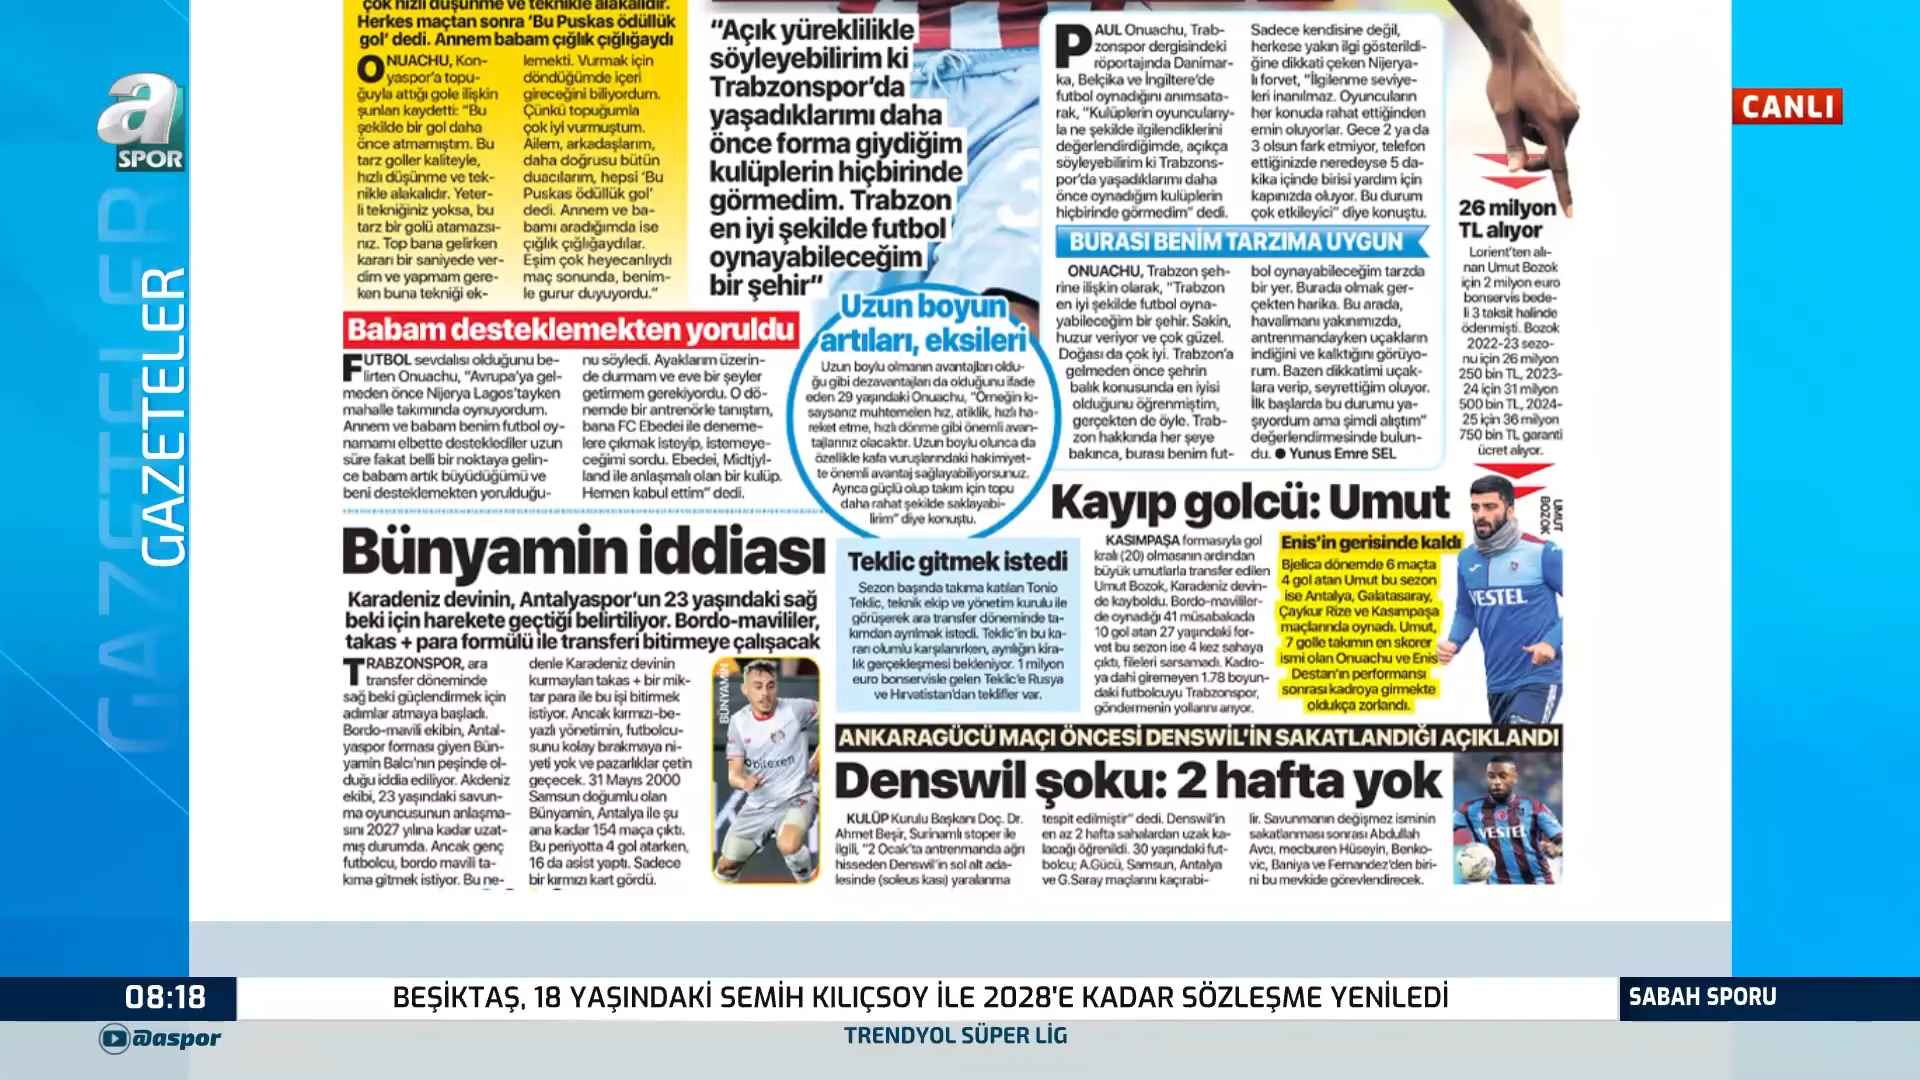 a
SPOR
GAZETELER
GAZETELER
CANLI
çok hızlı düşünme ve teknikle alakalıdır.
Herkes maçtan sonra ‘Bu Puskas ödüllük
gol’ dedi. Annem babam çığlık çığlığaydı
ONUACHU, Kon-
yaspor’a topu-
ğuyla attığı gole ilişkin
şunları kaydetti: “Bu
şekilde bir gol daha
önce atmamıştım. Bu
tarz goller kaliteyle,
hızlı düşünme ve tek-
nikle alakalıdır. Yeter-
li tekniğiniz yoksa, bu
tarz bir golü atamazsı-
nız. Top bana gelirken
kararı bir saniyede ver-
dim ve yapmam gere-
ken buna tekniği ek-
lemekti. Vurmak için
döndüğümde içeri
gireceğini biliyordum.
Çünkü topuğumla
çok iyi vurmuştum.
Ailem, arkadaşlarım,
daha doğrusu bütün
duacılarım, hepsi ‘Bu
Puskas ödüllük gol’
dedi. Annem ve ba-
bamı aradığımda ise
çığlık çığlığaydılar.
Eşim çok heyecanlıydı
maç sonunda, benim-
le gurur duyuyordu.”
“Açık yüreklilikle
söyleyebilirim ki
Trabzonspor’da
yaşadıklarımı daha
önce forma giydiğim
kulüplerin hiçbirinde
görmedim. Trabzon
en iyi şekilde futbol
oynayabileceğim
bir şehir”
PAUL Onuachu, Trab-
zonspor dergisindeki
röportajında Danimar-
ka, Belçika ve İngiltere’de
futbol oynadığını anımsata-
rak, “Kulüplerin oyuncularıy-
la ne şekilde ilgilendiklerini
değerlendirdiğimde, açıkça
söyleyebilirim ki Trabzons-
por’da yaşadıklarımı daha
önce oynadığım kulüplerin
hiçbirinde görmedim” dedi.
Sadece kendisine değil,
herkese yakın ilgi gösterildi-
ğine dikkati çeken Nijerya-
lı forvet, “İlgilenme seviye-
leri inanılmaz. Oyuncuların
her konuda rahat ettiğinden
emin oluyorlar. Gece 2 ya da
3 olsun fark etmiyor, telefon
ettiğinizde neredeyse 5 da-
kika içinde birisi yardım için
kapınızda oluyor. Bu durum
çok etkileyici” diye konuştu.
BURASI BENİM TARZIMA UYGUN
ONUACHU, Trabzon şeh-
rine ilişkin olarak, “Trabzon
en iyi şekilde futbol oyna-
yabileceğim bir şehir. Sakin,
huzur veriyor ve çok güzel.
Doğası da çok iyi. Trabzon’a
gelmeden önce şehrin
balık konusunda en iyisi
olduğunu öğrenmiştim,
gerçekten de öyle. Trab-
zon hakkında her şeye
bakınca, burası benim fut-
bol oynayabileceğim tarzda
bir yer. Burada olmak ger-
çekten harika. Bu arada,
havalimanı yakınımızda,
antrenmandayken uçakların
indiğini ve kalktığını görüyo-
rum. Bazen dikkatimi uçak-
lara verip, seyrettiğim oluyor.
İlk başlarda bu durumu ya-
şıyordum ama şimdi alıştım”
değerlendirmesinde bulun-
du. ● Yunus Emre SEL
26 milyon
TL alıyor
Lorient’ten alı-
nan Umut Bozok
için 2 milyon euro
bonservis bede-
li 3 taksit halinde
ödenmişti. Bozok
2022-23 sezo-
nu için 26 milyon
250 bin TL, 2023-
24 için 31 milyon
500 bin TL, 2024-
25 için 36 milyon
750 bin TL garanti
ücret alıyor.
Babam desteklemekten yoruldu
FUTBOL sevdalısı olduğunu be-
lirten Onuachu, “Avrupa’ya gel-
meden önce Nijerya Lagos’tayken
mahalle takımında oynuyordum.
Annem ve babam benim futbol oy-
namamı elbette desteklediler uzun
süre fakat belli bir noktaya gelin-
ce babam artık büyüdüğümü ve
beni desteklemekten yorulduğu-
nu söyledi. Ayaklarım üzerin-
de durmam ve eve bir şeyler
getirmem gerekiyordu. O dö-
nemde bir antrenörle tanıştım,
bana FC Ebedei ile deneme-
lere çıkmak isteyip, istemeye-
ceğimi sordu. Ebedei, Midtjyl-
land ile anlaşmalı olan bir kulüp.
Hemen kabul ettim” dedi.
Uzun boyun
artıları, eksileri
Uzun boylu olmanın avantajları oldu-
ğu gibi dezavantajları da olduğunu ifade
eden 29 yaşındaki Onuachu, “Örneğin kı-
saysanız muhtemelen hız, atiklik, hızlı ha-
reket etme, hızlı dönme gibi önemli avan-
tajlarınız olacaktır. Uzun boylu olunca da
özellikle kafa vuruşlarındaki hakimiyet-
te önemli avantaj sağlayabiliyorsunuz.
Ayrıca güçlü olup takım için topu
daha rahat şekilde saklayabi-
lirim” diye konuştu.
Bünyamin iddiası
Karadeniz devinin, Antalyaspor’un 23 yaşındaki sağ
beki için harekete geçtiği belirtiliyor. Bordo-mavililer,
takas + para formülü ile transferi bitirmeye çalışacak
TRABZONSPOR, ara
transfer döneminde
sağ beki güçlendirmek için
adımlar atmaya başladı.
Bordo-mavili ekibin, Antal-
yaspor forması giyen Bün-
yamin Balcı’nın peşinde ol-
duğu iddia ediliyor. Akdeniz
ekibi, 23 yaşındaki savun-
ma oyuncusunun anlaşma-
sını 2027 yılına kadar uzat-
mış durumda. Ancak genç
futbolcu, bordo mavili ta-
kıma gitmek istiyor. Bu ne-
denle Karadeniz devinin
kurmayları takas + bir mik-
tar para ile bu işi bitirmek
istiyor. Ancak kırmızı-be-
yazlı yönetimin, futbolcu-
sunu kolay bırakmaya ni-
yeti yok ve pazarlıklar çetin
geçecek. 31 Mayıs 2000
Samsun doğumlu olan
Bünyamin, Antalya ile şu
ana kadar 154 maça çıktı.
Bu periyotta 4 gol atarken,
16 da asist yaptı. Sadece
bir kırmızı kart gördü.
BÜNYAMİN
bitexen
Teklic gitmek istedi
Sezon başında takıma katılan Tonio
Teklic, teknik ekip ve yönetim kurulu ile
görüşerek ara transfer döneminde ta-
kımdan ayrılmak istedi. Teklic’in bu ka-
rarı olumlu karşılanırken, ayrılığın kira-
lık gerçekleşmesi bekleniyor. 1 milyon
euro bonservisle gelen Teklic’e Rusya
ve Hırvatistan’dan teklifler var.
Kayıp golcü: Umut
KASIMPAŞA formasıyla gol
kralı (20) olmasının ardından
büyük umutlarla transfer edilen
Umut Bozok, Karadeniz devin-
de kayboldu. Bordo-mavililer-
de oynadığı 41 müsabakada
10 gol atan 27 yaşındaki for-
vet bu sezon ise 4 kez sahaya
çıktı, fileleri sarsamadı. Kadro-
ya dahi giremeyen 1.78 boyun-
daki futbolcuyu Trabzonspor,
göndermenin yollarını arıyor.
Enis’in gerisinde kaldı
Bjelica dönemde 6 maçta
4 gol atan Umut bu sezon
ise Antalya, Galatasaray,
Çaykur Rize ve Kasımpaşa
maçlarında oynadı. Umut,
7 golle takımın en skorer
ismi olan Onuachu ve Enis
Destan’ın performansı
sonrası kadroya girmekte
oldukça zorlandı.
UMUT
BOZOK
VESTEL
ANKARAGÜCÜ MAÇI ÖNCESİ DENSWİL’İN SAKATLANDIĞI AÇIKLANDI
Denswil şoku: 2 hafta yok
KULÜP Kurulu Başkanı Doç. Dr.
Ahmet Beşir, Surinamlı stoper ile
ilgili, “2 Ocak’ta antrenmanda ağrı
hisseden Denswil’in sol alt ada-
lesinde (soleus kası) yaralanma
tespit edilmiştir” dedi. Denswil’in
en az 2 hafta sahalardan uzak ka-
lacağı öğrenildi. 30 yaşındaki fut-
bolcu; A.Gücü, Samsun, Antalya
ve G.Saray maçlarını kaçırabi-
lir. Savunmanın değişmez isminin
sakatlanması sonrası Abdullah
Avcı, mecburen Hüseyin, Benko-
vic, Baniya ve Fernandez’den biri-
ni bu mevkide görevlendirecek.
VESTEL
08:18
BEŞİKTAŞ, 18 YAŞINDAKİ SEMİH KILIÇSOY İLE 2028'E KADAR SÖZLEŞME YENİLEDİ
SABAH SPORU
@aspor
TRENDYOL SÜPER LİG